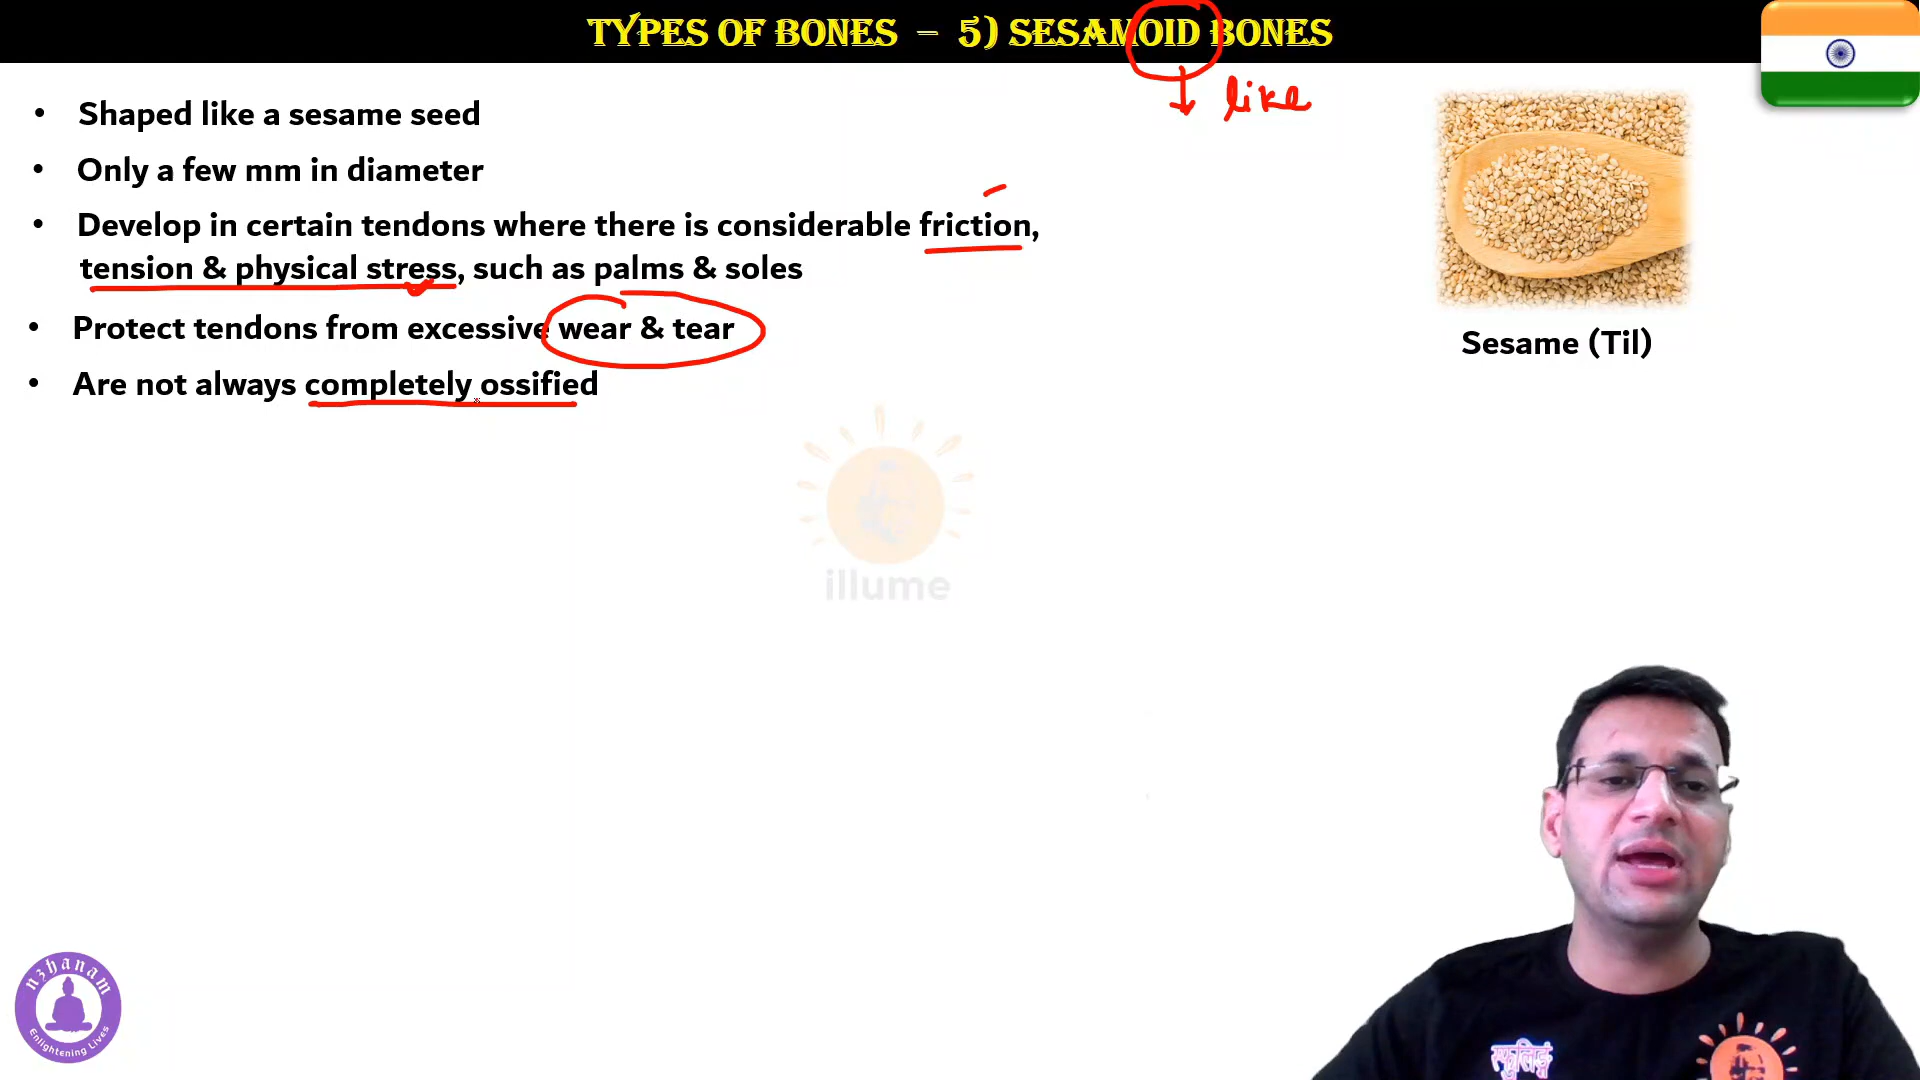 TYPES OF BONES – 5) SESAMOID BONES
like
• Shaped like a sesame seed
• Only a few mm in diameter
• Develop in certain tendons where there is considerable friction,
tension & physical stress, such as palms & soles
• Protect tendons from excessive wear & tear
• Are not always completely ossified
Sesame (Til)
illume
nzhanam
Enlightening Lives
स्फुलिङ्ग